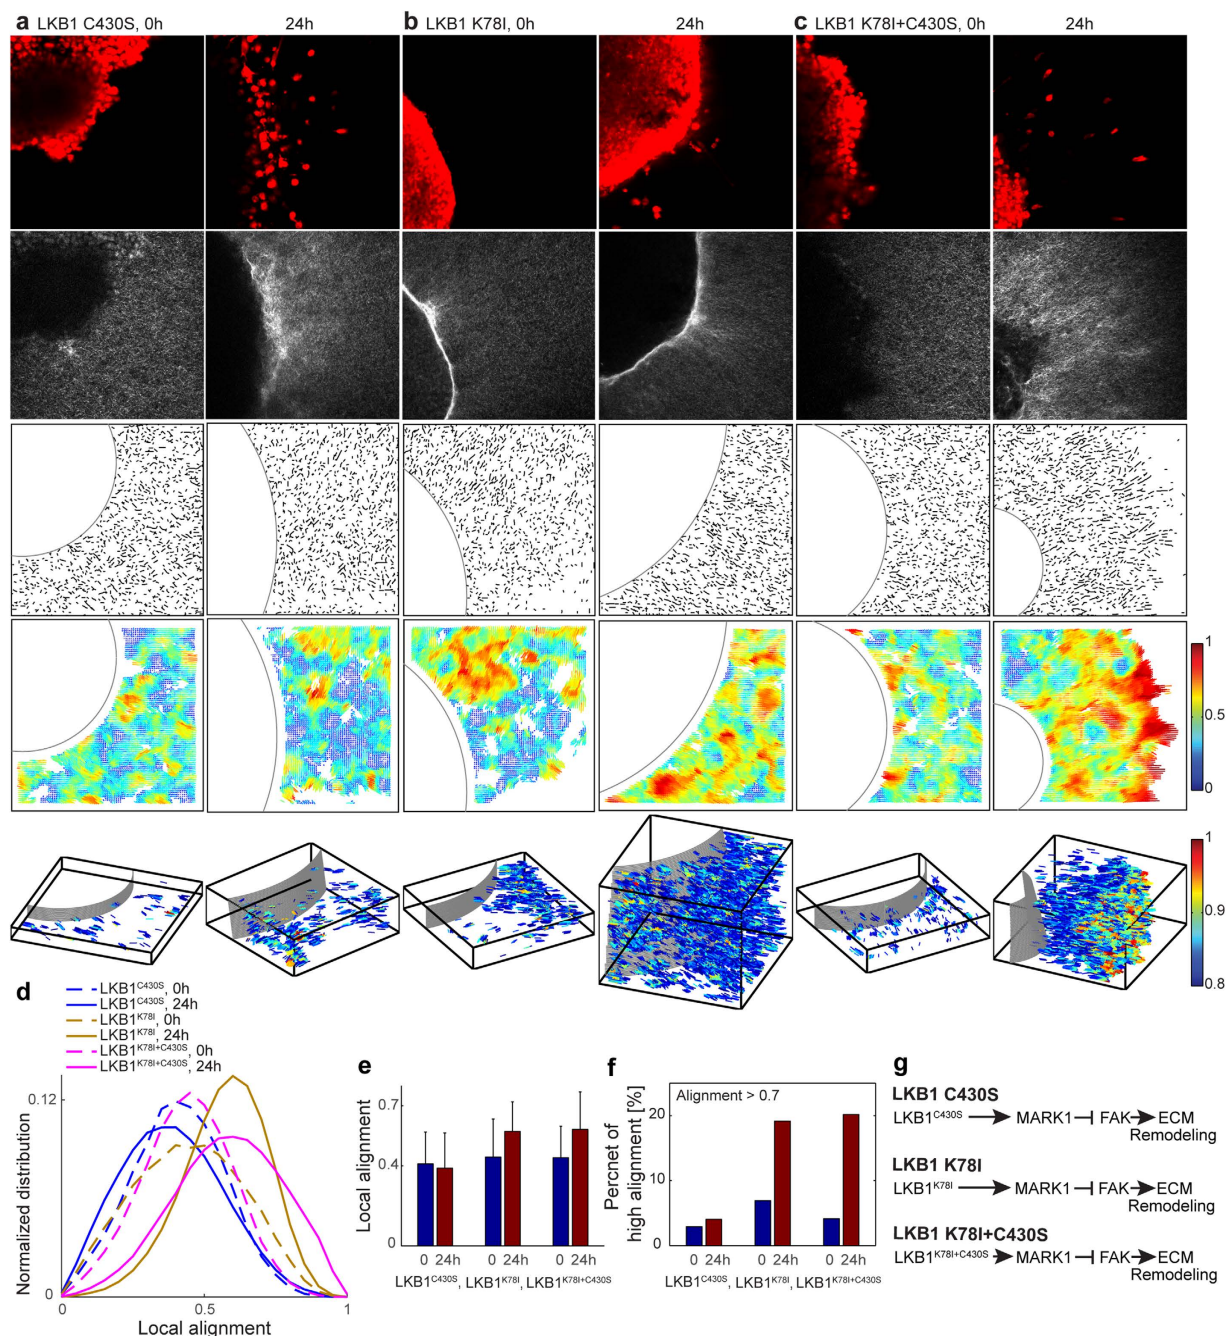 a LKB1 C430S, 0h
24h
b LKB1 K78I, 0h
24h
c LKB1 K78I+C430S, 0h
24h
1
0.5
0
1
0.9
0.8
d
LKB1C430S, 0h
LKB1C430S, 24h
LKB1K78I, 0h
LKB1K78I, 24h
LKB1K78I+C430S, 0h
LKB1K78I+C430S, 24h
0.12
0
Normalized distribution
0
0.5
1
Local alignment
e
0.7
0.4
0
Local alignment
0 24h
0 24h
0 24h
LKB1C430S, LKB1K78I, LKB1K78I+C430S
f
Alignment > 0.7
20
10
0
Percnet of
high alignment [%]
0 24h
0 24h
0 24h
LKB1C430S, LKB1K78I, LKB1K78I+C430S
g
LKB1 C430S
LKB1C430S MARK1 FAK ECM
Remodeling
LKB1 K78I
LKB1K78I MARK1 FAK ECM
Remodeling
LKB1 K78I+C430S
LKB1K78I+C430S MARK1 FAK ECM
Remodeling